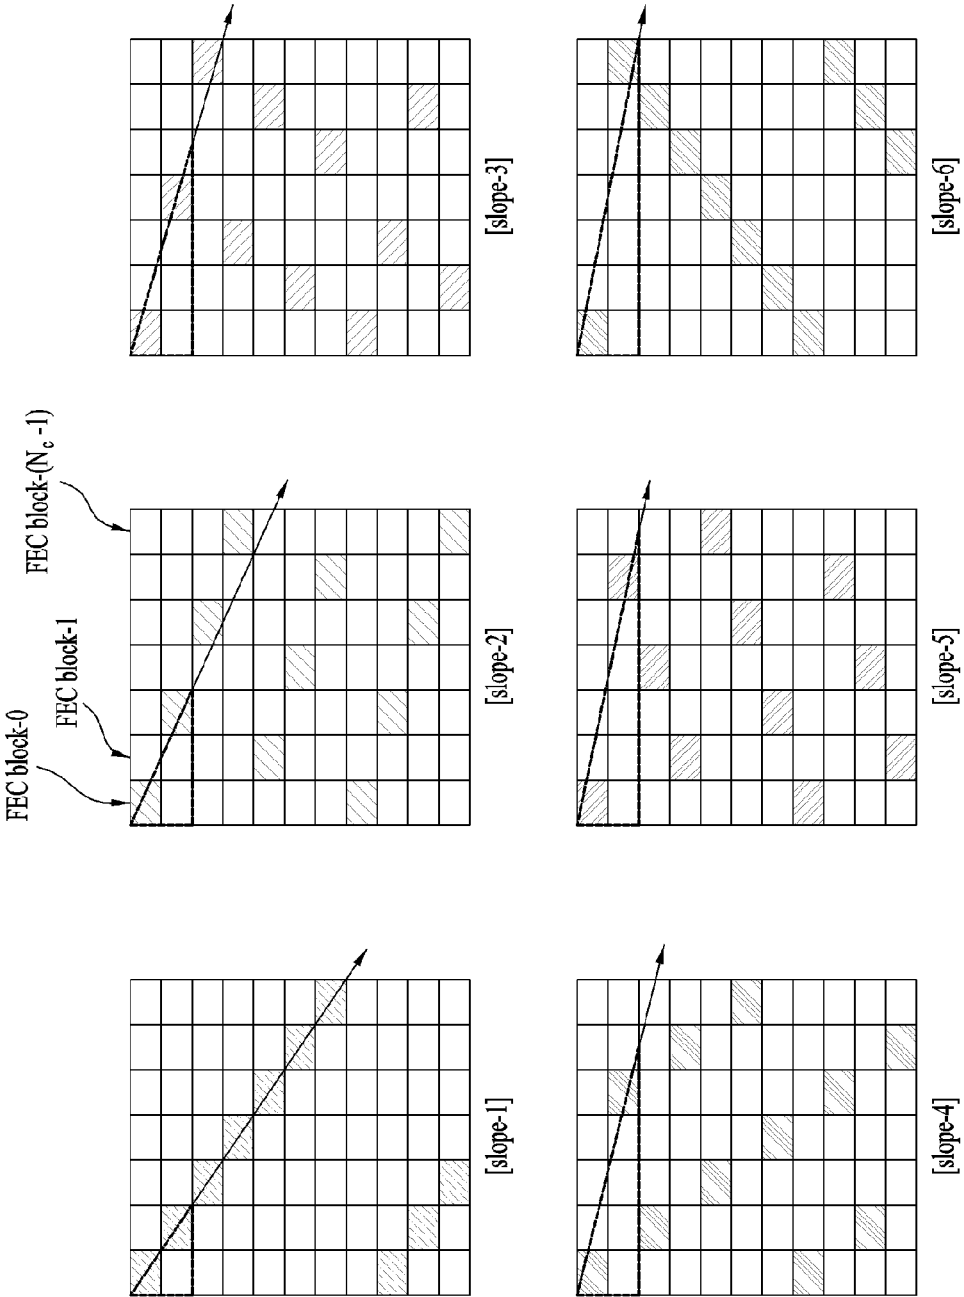 FEC block-0
FEC block-1
FEC block-(N_c -1)
[slope-1]
[slope-2]
[slope-3]
[slope-4]
[slope-5]
[slope-6]